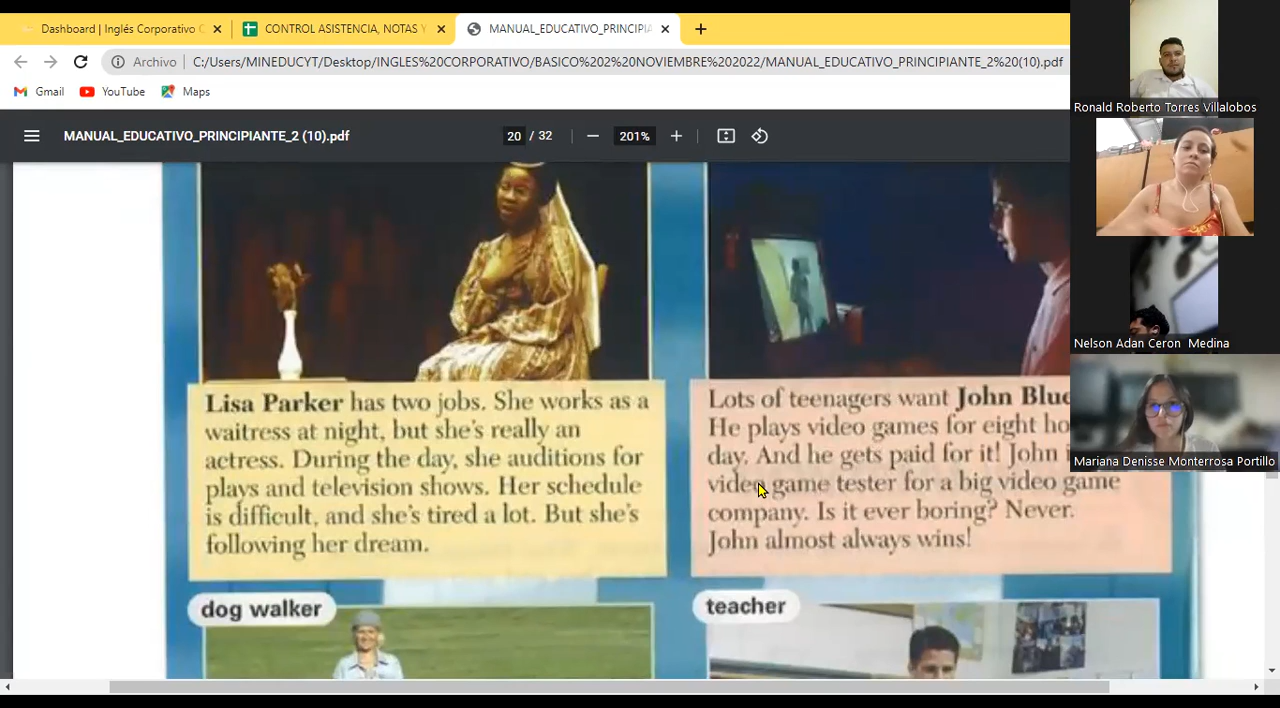 Dashboard | Inglés Corporativo
CONTROL ASISTENCIA, NOTAS Y
MANUAL_EDUCATIVO_PRINCIPIA
Archivo | C:/Users/MINEDUCYT/Desktop/INGLES%20CORPORATIVO/BASICO%202%20NOVIEMBRE%2022/MANUAL_EDUCATIVO_PRINCIPIANTE_2%20(10).pdf
Gmail YouTube Maps
MANUAL_EDUCATIVO_PRINCIPIANTE_2 (10).pdf 20 / 32 201%
Lisa Parker has two jobs. She works as a
waitress at night, but she's really an
actress. During the day, she auditions for
plays and television shows. Her schedule
is difficult, and she's tired a lot. But she's
following her dream.
Lots of teenagers want John Blue
He plays video games for eight ho
day. And he gets paid for it! John i
video game tester for a big video game
company. Is it ever boring? Never.
John almost always wins!
dog walker
teacher
Ronald Roberto Torres Villalobos
Nelson Adan Ceron Medina
Mariana Denisse Monterrosa Portillo